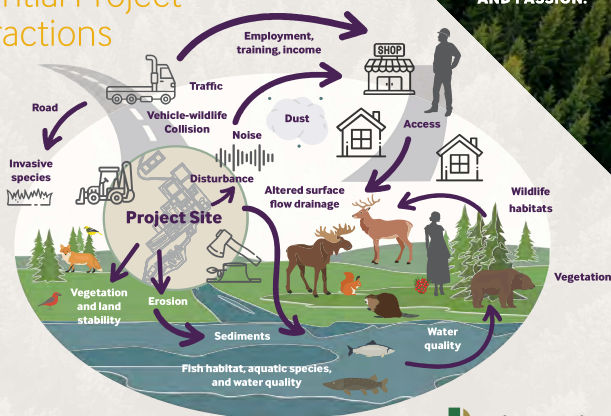 Project
AND PASSION.
Employment,
training, income
SHOP
Traffic
Road
Vehicle-wildlife
Collision
Dust
Noise
Access
Invasive
species
Disturbance
Altered surface
flow drainage
Wildlife
habitats
Project Site
Vegetation
Vegetation
and land
stability
Erosion
Sediments
Water
quality
Fish habitat, aquatic species,
and water quality